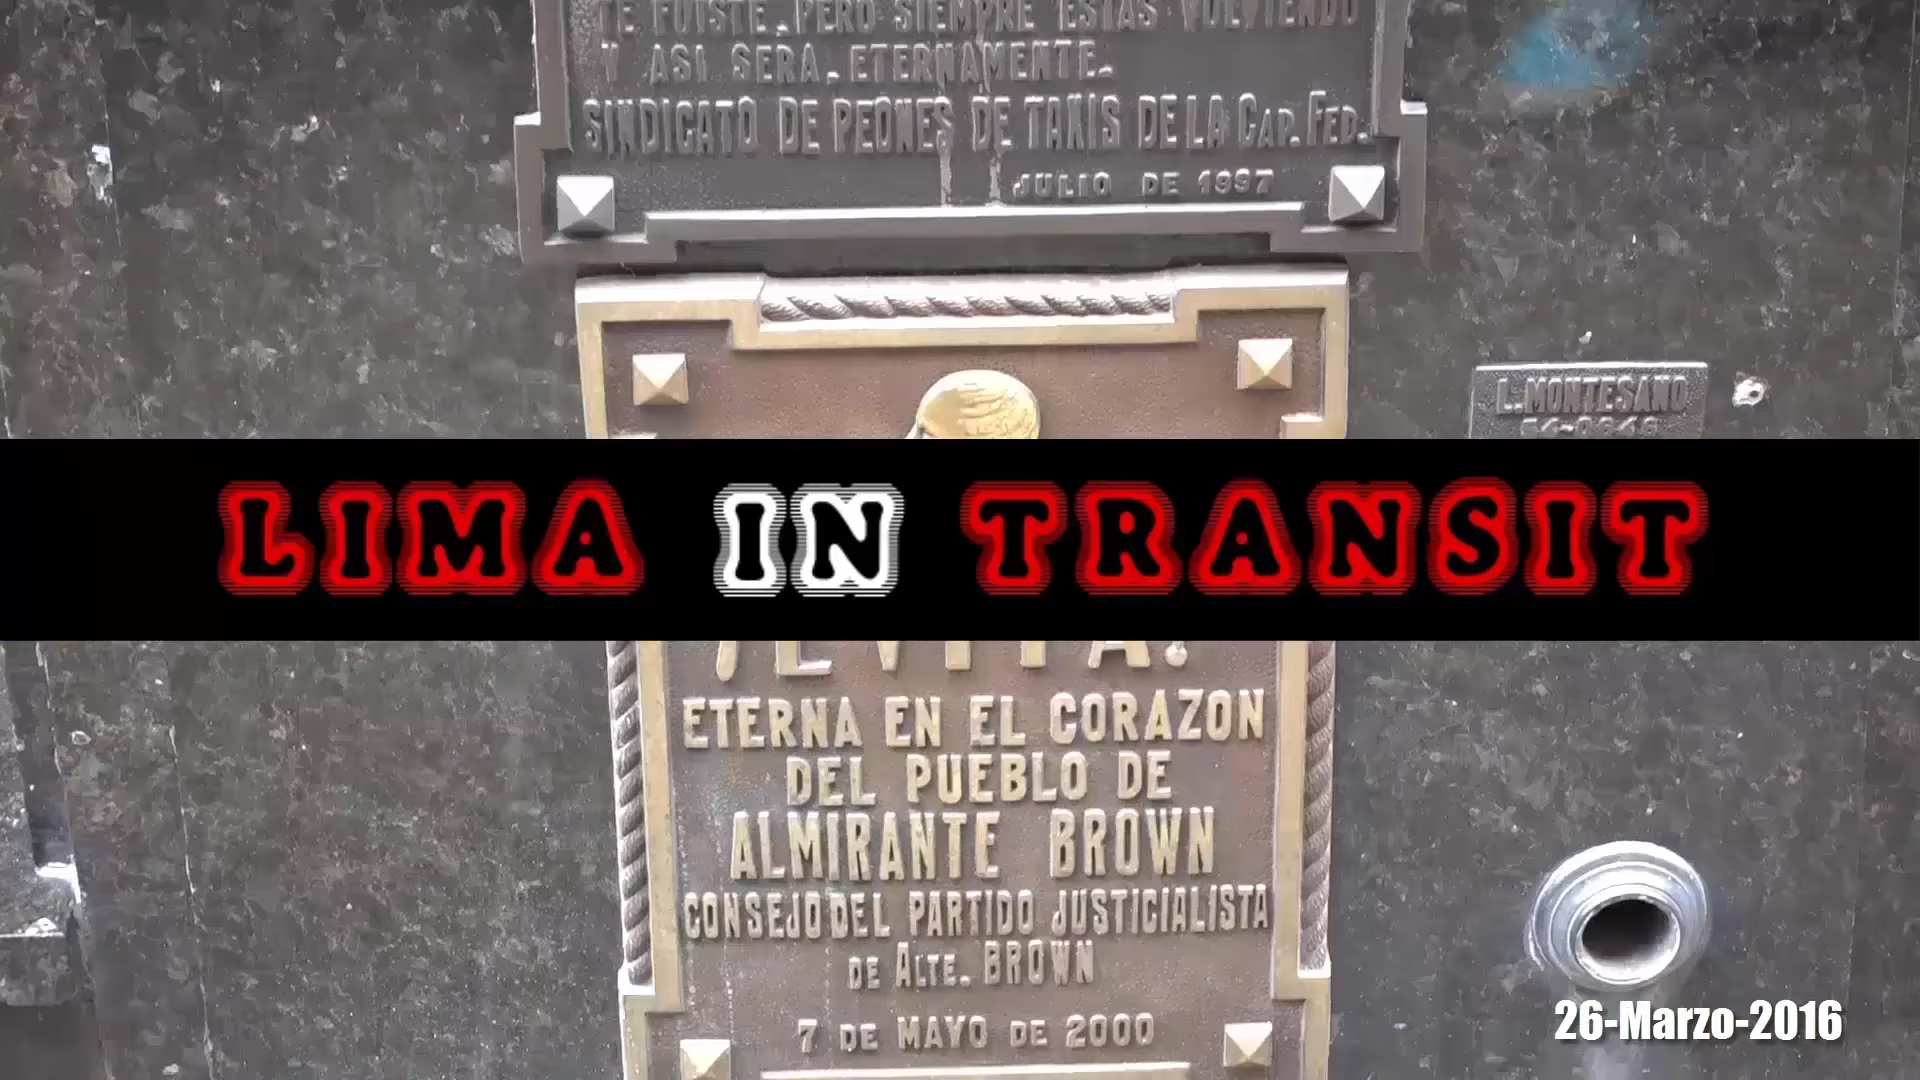 TE FUISTE. PERO SIEMPRE ESTAS VOLVIENDO
Y ASI SERA. ETERNAMENTE.
SINDICATO DE PEONES DE TAXIS DE LA CAP. FED.
JULIO DE 1997
L. MONTESANO
LIMA IN TRANSIT
ETERNA EN EL CORAZON
DEL PUEBLO DE
ALMIRANTE BROWN
CONSEJO DEL PARTIDO JUSTICIALISTA
DE ALTE. BROWN
7 DE MAYO DE 2000
26-Marzo-2016